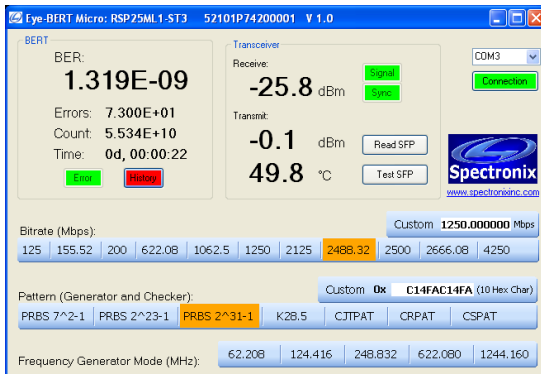 Eye-BERT Micro: RSP25ML1-ST3 52101P74200001 V 1.0
BERT
BER:
1.319E-09
Errors: 7.300E+01
Count: 5.534E+10
Time: 0d, 00:00:22
Error History
Transceiver
Receive:
-25.8 dBm
Signal
Sync
Transmit:
-0.1 dBm Read SFP
49.8 °C Test SFP
COM3
Connection
Spectronix
www.spectronixinc.com
Custom 1250.000000 Mbps
Bitrate (Mbps):
125 155.52 200 622.08 1062.5 1250 2125 2488.32 2500 2666.08 4250
Custom 0x C14FAC14FA (10 Hex Char)
Pattern (Generator and Checker):
PRBS 7^2-1 PRBS 2^23-1 PRBS 2^31-1 K28.5 CJTPAT CRPAT CSPAT
Frequency Generator Mode (MHz): 62.208 124.416 248.832 622.080 1244.160